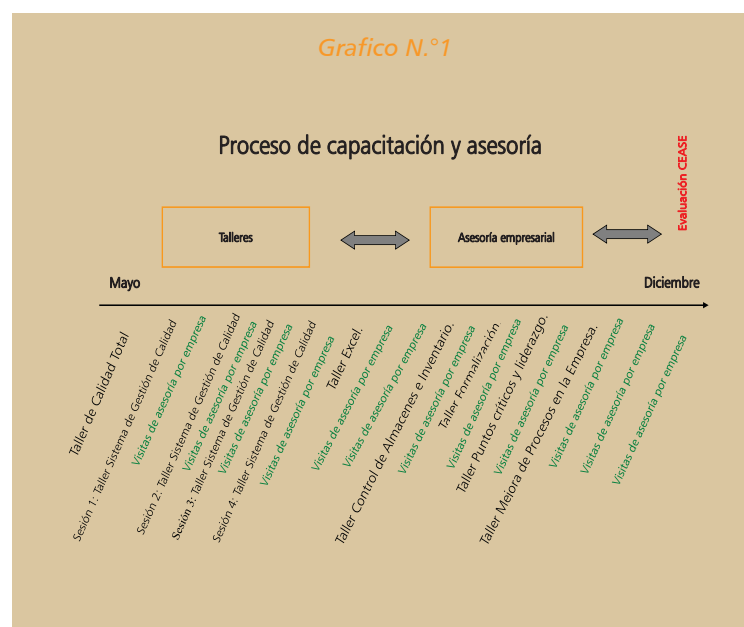 Grafico N.°1
Proceso de capacitación y asesoría
Evaluación CEASE
Talleres
Asesoría empresarial
Mayo
Diciembre
Taller de Calidad Total
Sesión 1: Taller Sistema de Gestión de Calidad
Visitas de asesoría por empresa
Sesión 2: Taller Sistema de Gestión de Calidad
Visitas de asesoría por empresa
Sesión 3: Taller Sistema de Gestión de Calidad
Visitas de asesoría por empresa
Sesión 4: Taller Sistema de Gestión de Calidad
Visitas de asesoría por empresa
Taller Excel.
Visitas de asesoría por empresa
Visitas de asesoría por empresa
Taller Control de Almacenes e Inventario.
Visitas de asesoría por empresa
Taller Formalización
Visitas de asesoría por empresa
Taller Puntos críticos y liderazgo.
Visitas de asesoría por empresa
Taller Mejora de Procesos en la Empresa.
Visitas de asesoría por empresa
Visitas de asesoría por empresa
Visitas de asesoría por empresa